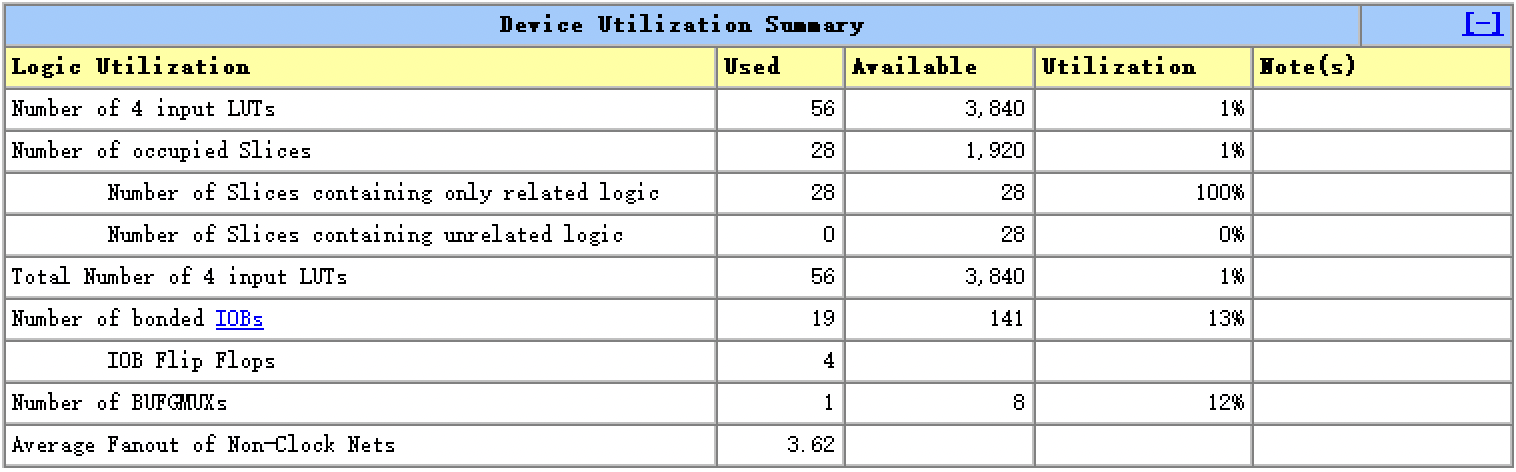 Device Utilization Summary [-]
Logic Utilization Used Available Utilization Note(s)
Number of 4 input LUTs 56 3,840 1%
Number of occupied Slices 28 1,920 1%
Number of Slices containing only related logic 28 28 100%
Number of Slices containing unrelated logic 0 28 0%
Total Number of 4 input LUTs 56 3,840 1%
Number of bonded IOBs 19 141 13%
IOB Flip Flops 4
Number of BUFGMUXs 1 8 12%
Average Fanout of Non-Clock Nets 3.62